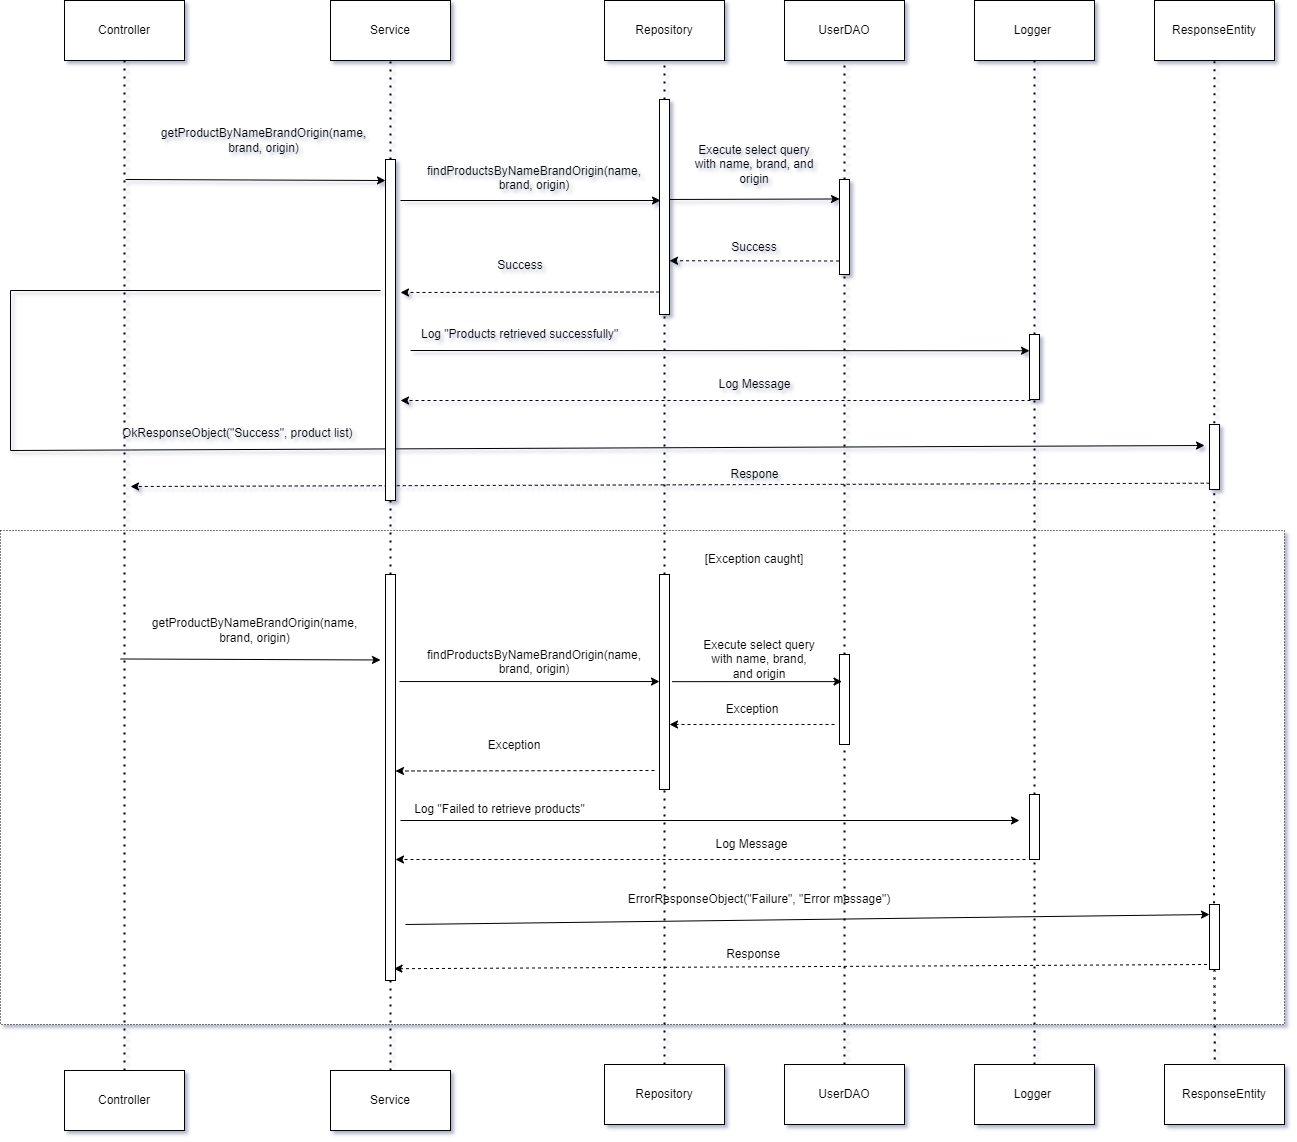 Controller
Service
Repository
UserDAO
Logger
ResponseEntity
getProductByNameBrandOrigin(name,
brand, origin)
findProductsByNameBrandOrigin(name,
brand, origin)
Execute select query
with name, brand, and
origin
Success
Success
Log "Products retrieved successfully"
Log Message
OkResponseObject("Success", product list)
Respone
[Exception caught]
getProductByNameBrandOrigin(name,
brand, origin)
findProductsByNameBrandOrigin(name,
brand, origin)
Execute select query
with name, brand,
and origin
Exception
Exception
Log "Failed to retrieve products"
Log Message
ErrorResponseObject("Failure", "Error message")
Response
Controller
Service
Repository
UserDAO
Logger
ResponseEntity